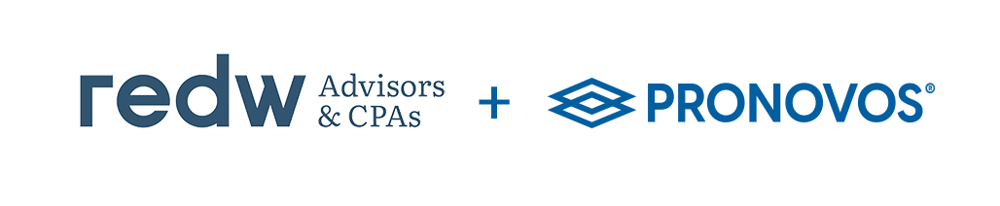 redw Advisors
& CPAs
+
PRONOVOS®